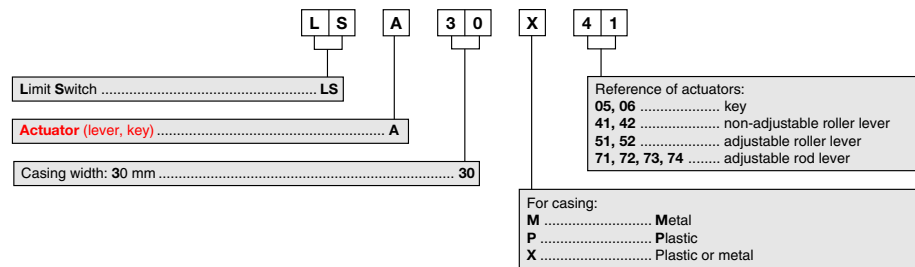 L S A 3 0 X 4 1
Limit Switch ........................................................... LS
Actuator (lever, key) ............................................................... A
Casing width: 30 mm ................................................................................. 30
Reference of actuators:
05, 06 ................... key
41, 42 ................... non-adjustable roller lever
51, 52 ................... adjustable roller lever
71, 72, 73, 74 ........ adjustable rod lever
For casing:
M .......................... Metal
P .......................... Plastic
X .......................... Plastic or metal